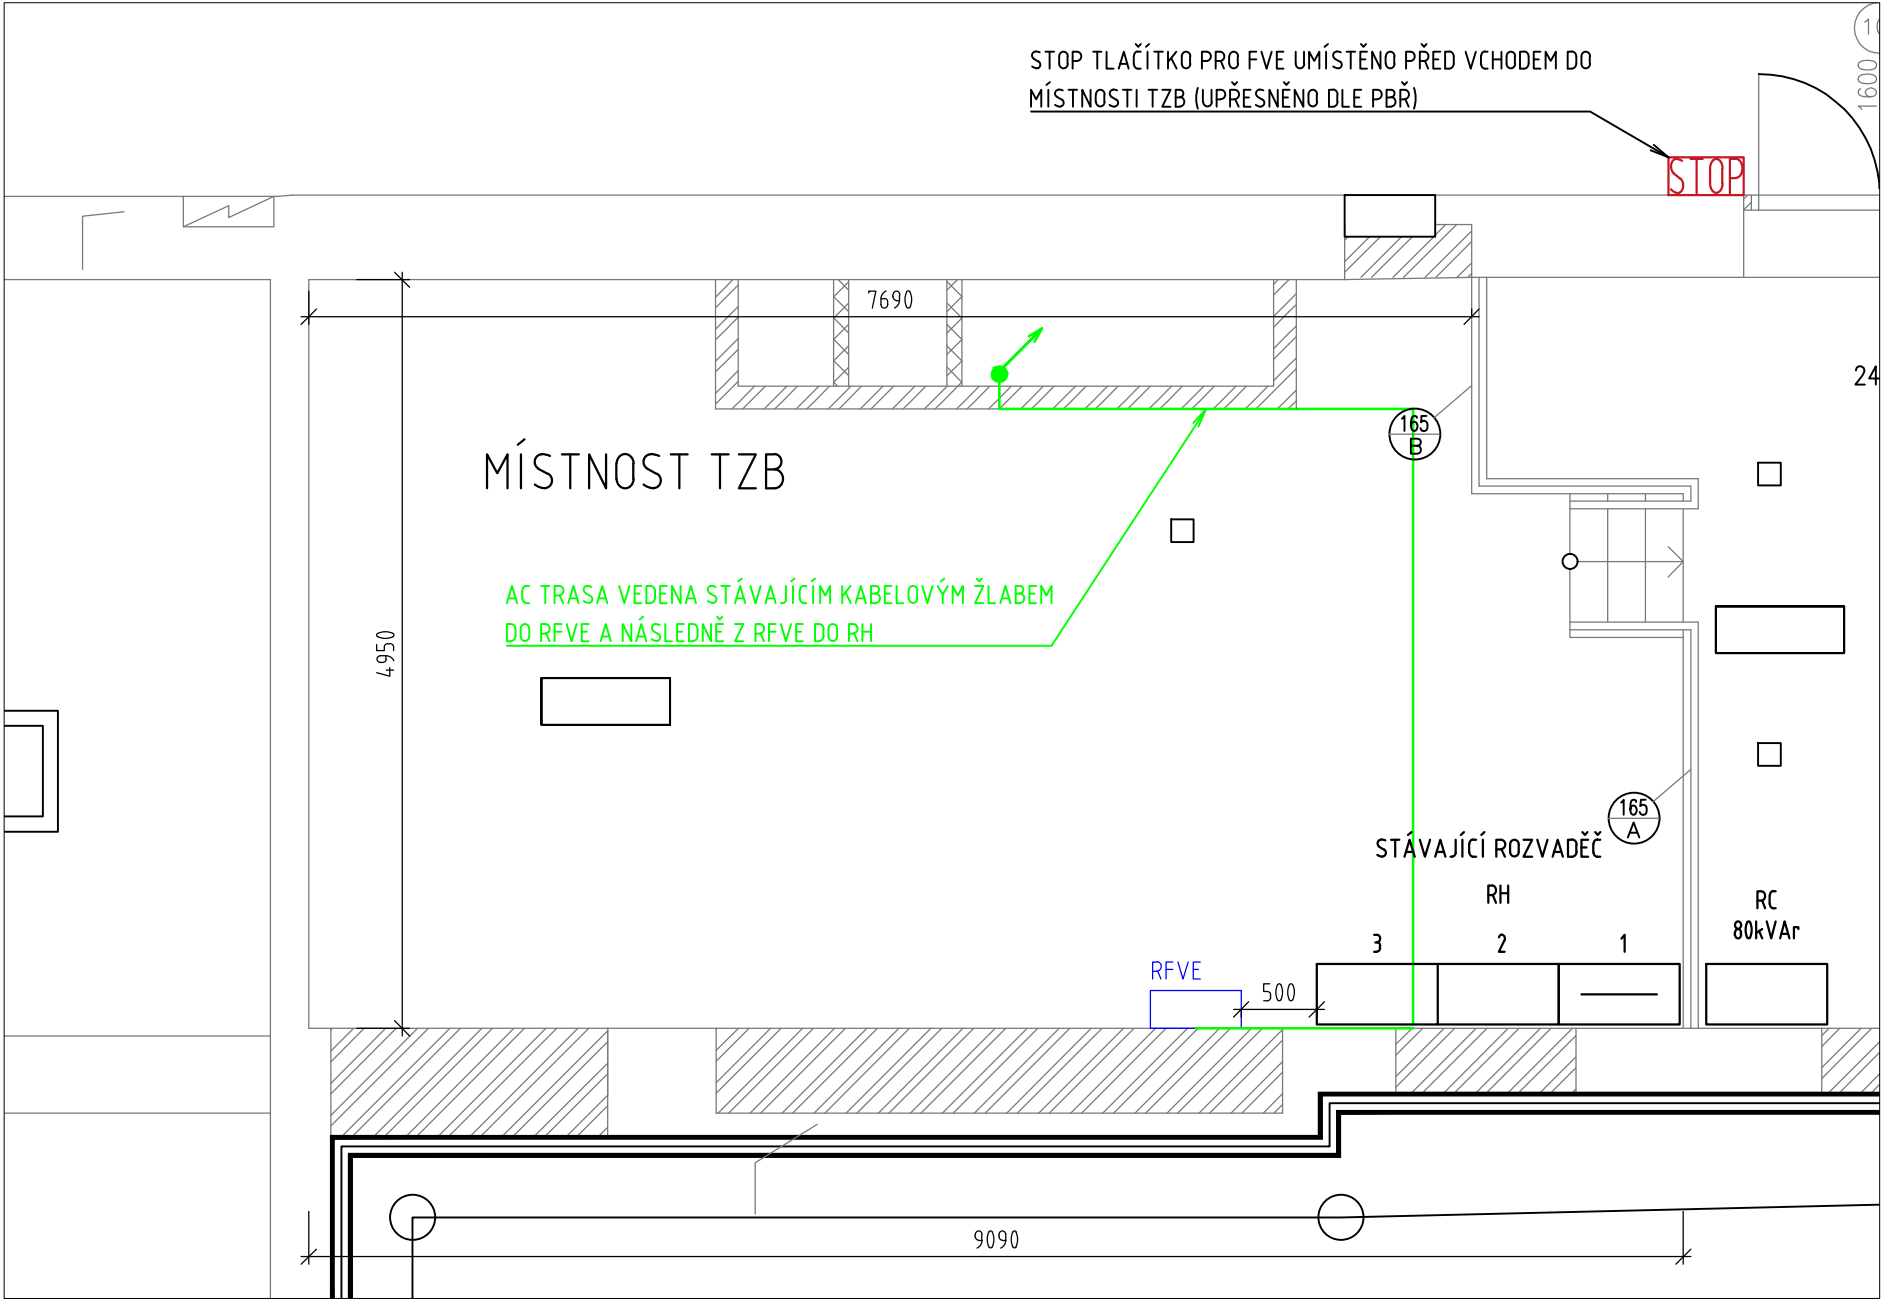 STOP TLAČÍTKO PRO FVE UMÍSTĚNO PŘED VCHODEM DO
MÍSTNOSTI TZB (UPŘESNĚNO DLE PBŘ)
1600
STOP
7690
24
165
B
MÍSTNOST TZB
AC TRASA VEDENA STÁVAJÍCÍM KABELOVÝM ŽLABEM
DO RFVE A NÁSLEDNĚ Z RFVE DO RH
4950
165
A
STÁVAJÍCÍ ROZVADĚČ
RH
RC
80kVAr
3 2 1
RFVE
500
9090